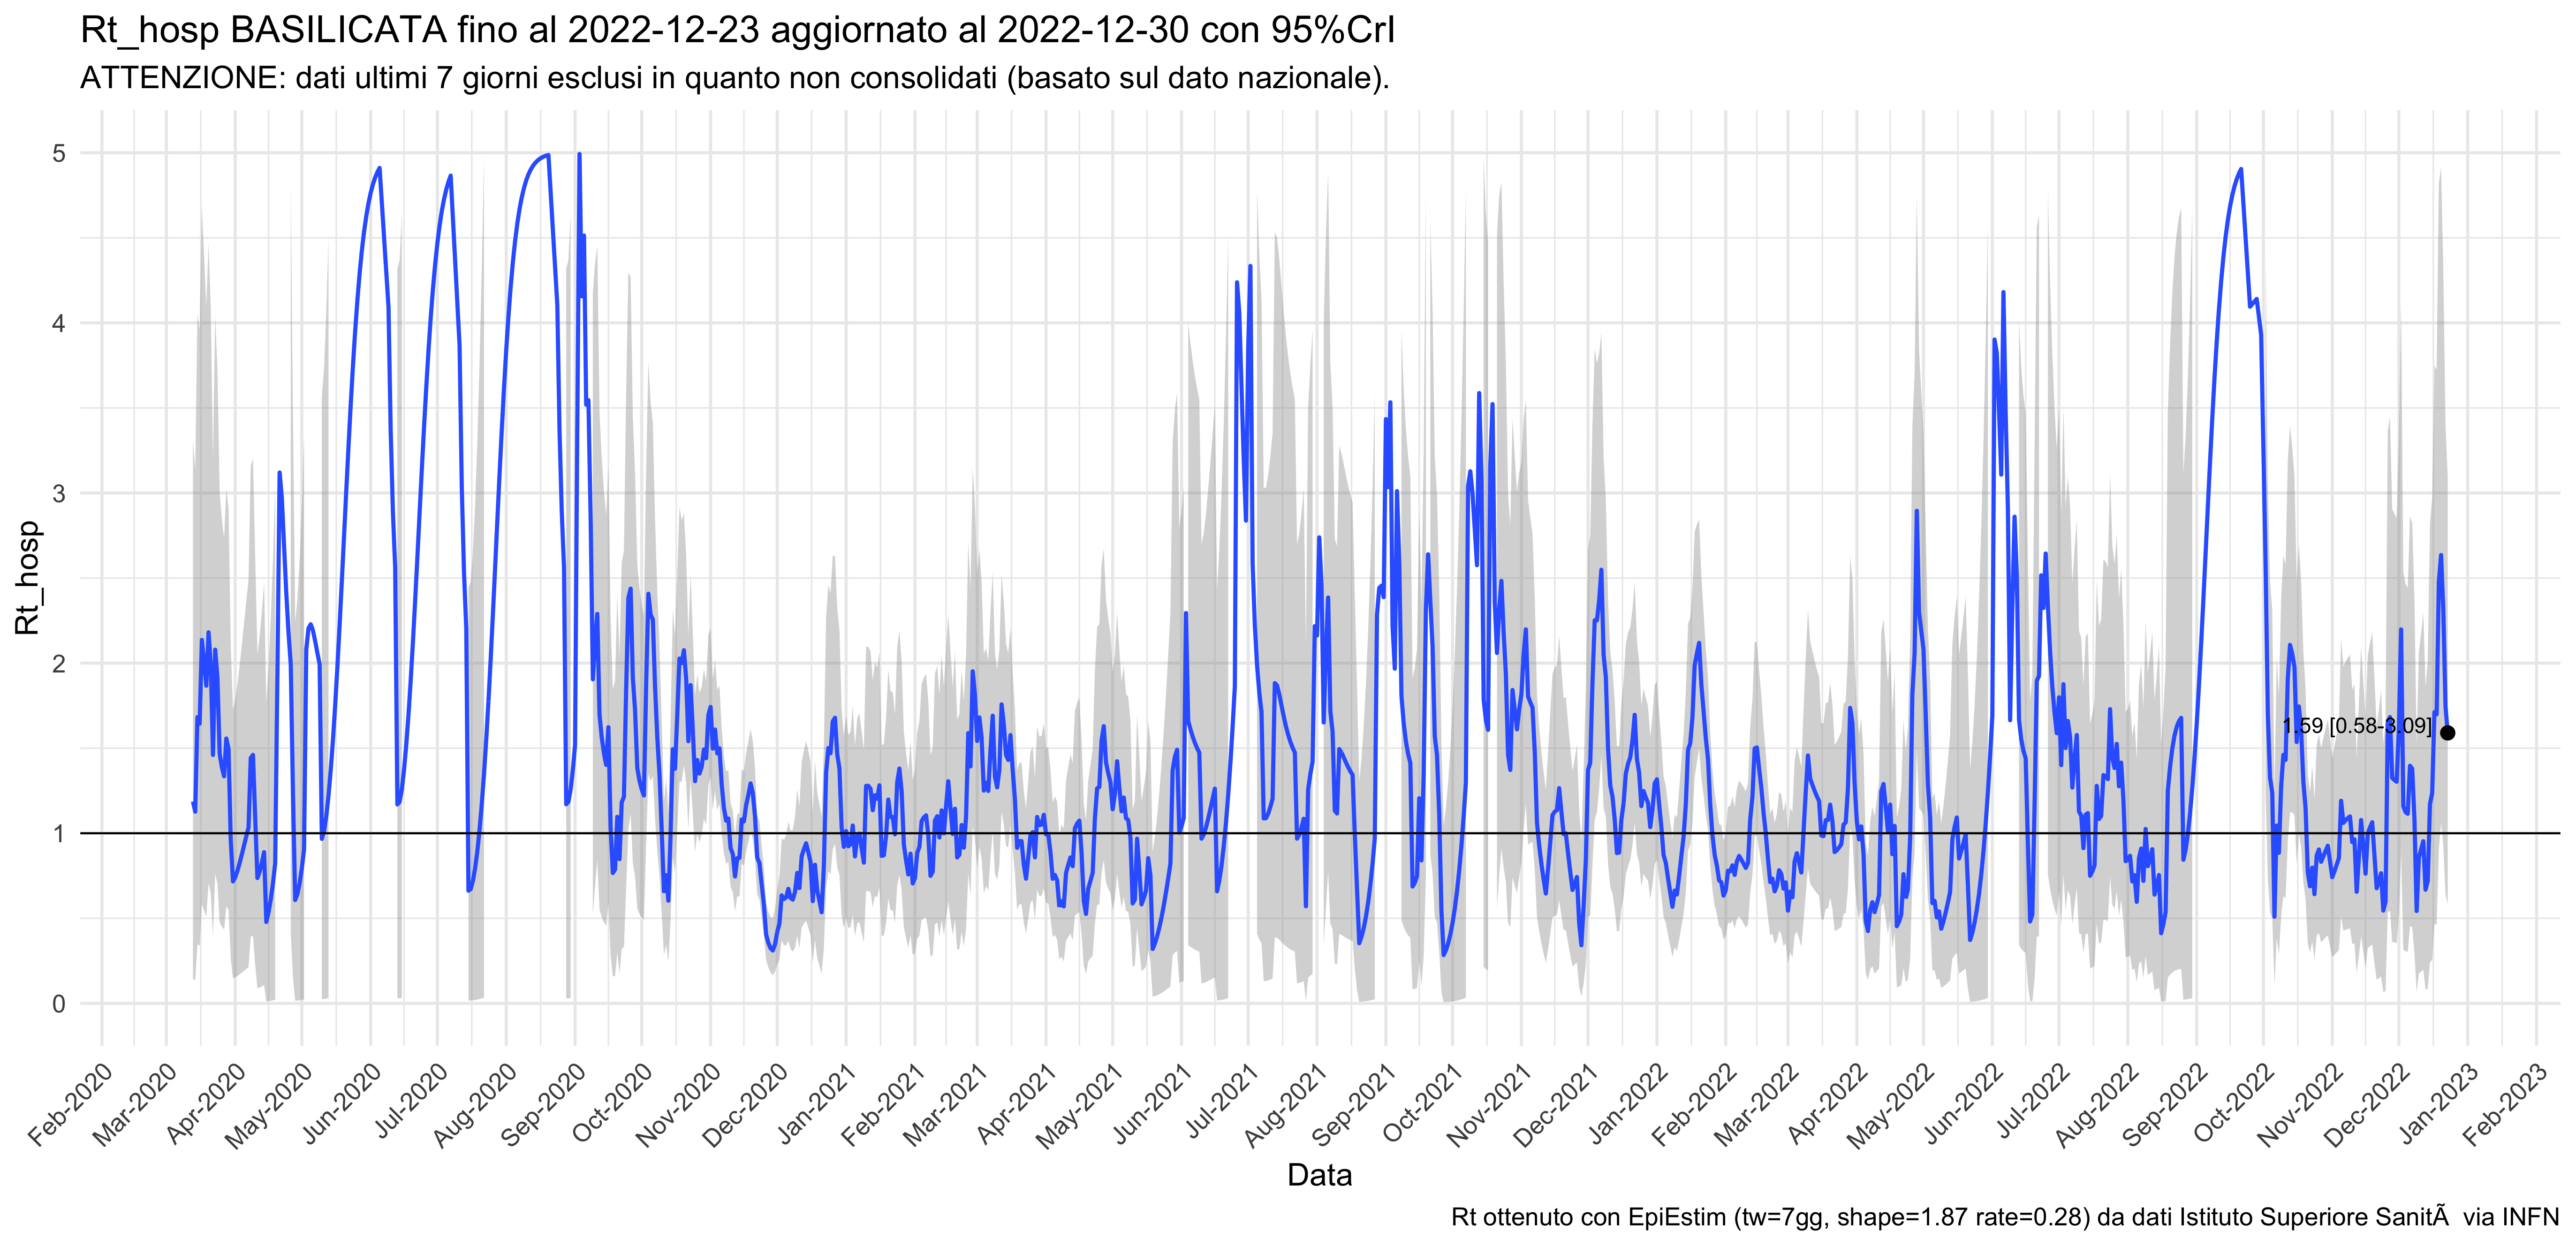 Rt_hosp BASILICATA fino al 2022-12-23 aggiornato al 2022-12-30 con 95%CrI
ATTENZIONE: dati ultimi 7 giorni esclusi in quanto non consolidati (basato sul dato nazionale).
5
4
3
2
1
0
Rt_hosp
1.59 [0.58-3.09]
Feb-2020
Mar-2020
Apr-2020
May-2020
Jun-2020
Jul-2020
Aug-2020
Sep-2020
Oct-2020
Nov-2020
Dec-2020
Jan-2021
Feb-2021
Mar-2021
Apr-2021
May-2021
Jun-2021
Jul-2021
Aug-2021
Sep-2021
Oct-2021
Nov-2021
Dec-2021
Jan-2022
Feb-2022
Mar-2022
Apr-2022
May-2022
Jun-2022
Jul-2022
Aug-2022
Sep-2022
Oct-2022
Nov-2022
Dec-2022
Jan-2023
Feb-2023
Data
Rt ottenuto con EpiEstim (tw=7gg, shape=1.87 rate=0.28) da dati Istituto Superiore SanitÃ  via INFN